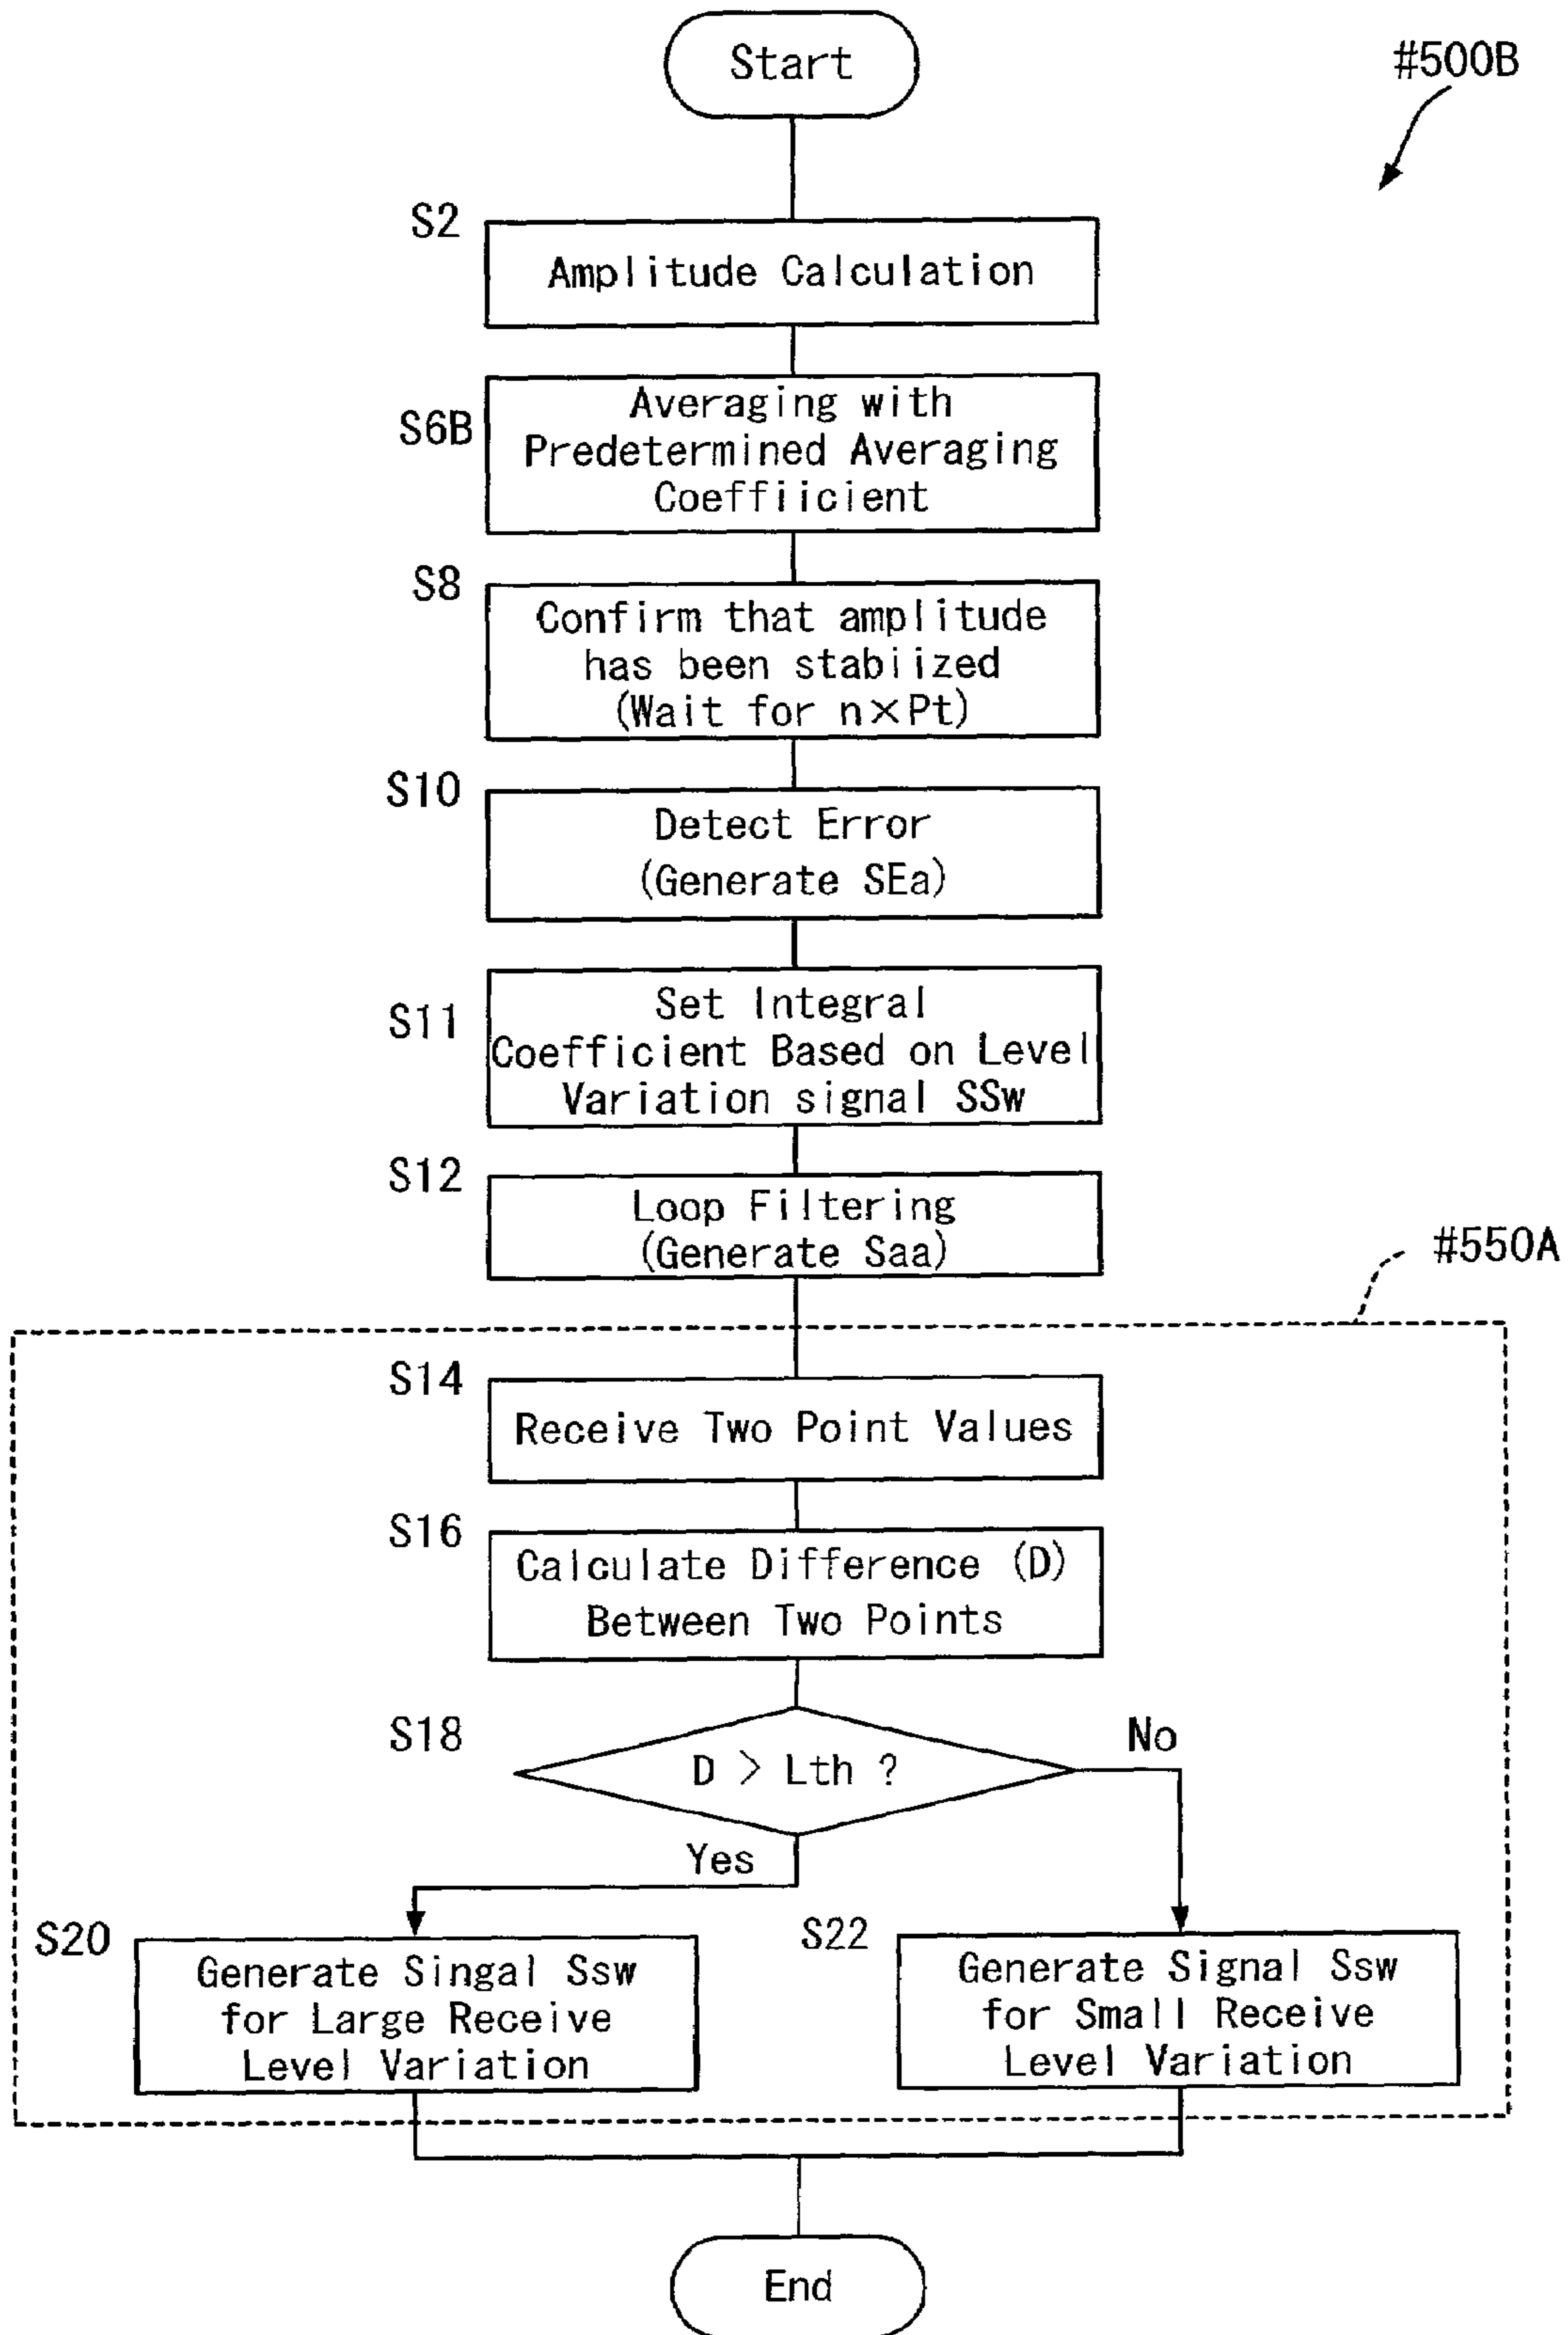 Start
#500B
S2
Amplitude Calculation
S6B
Averaging with
Predetermined Averaging
Coeffiicient
S8
Confirm that amplitude
has been stabiized
(Wait for n×Pt)
S10
Detect Error
(Generate SEa)
S11
Set Integral
Coefficient Based on Level
Variation signal SSw
S12
Loop Filtering
(Generate Saa)
#550A
S14
Receive Two Point Values
S16
Calculate Difference (D)
Between Two Points
S18
D > Lth ?
No
Yes
S20
Generate Singal Ssw
for Large Receive
Level Variation
S22
Generate Signal Ssw
for Small Receive
Level Variation
End